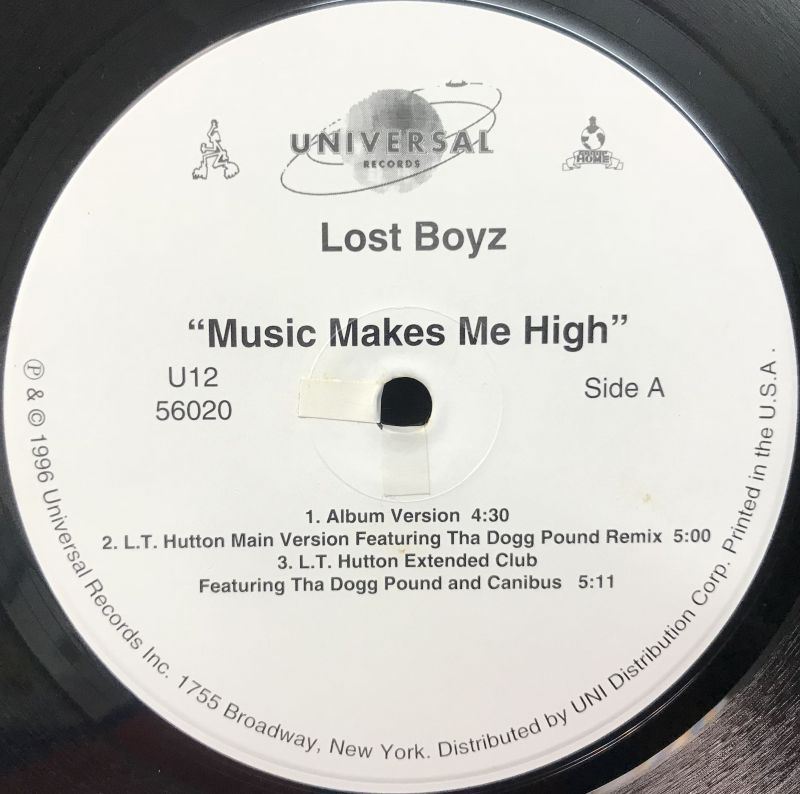 UNIVERSAL
RECORDS
Lost Boyz
“Music Makes Me High”
U12
56020
Side A
1. Album Version 4:30
2. L.T. Hutton Main Version Featuring Tha Dogg Pound Remix 5:00
3. L.T. Hutton Extended Club
Featuring Tha Dogg Pound and Canibus 5:11
℗ & © 1996 Universal Records Inc. 1755 Broadway, New York. Distributed by UNI Distribution Corp. Printed in the U.S.A.